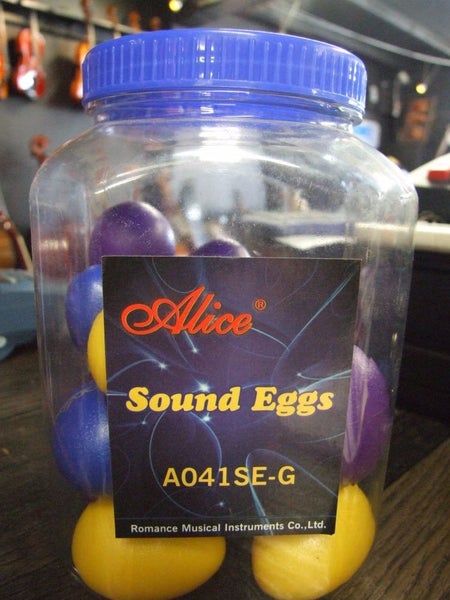 Alice®
Sound Eggs
A041SE-G
Romance Musical Instruments Co.,Ltd.